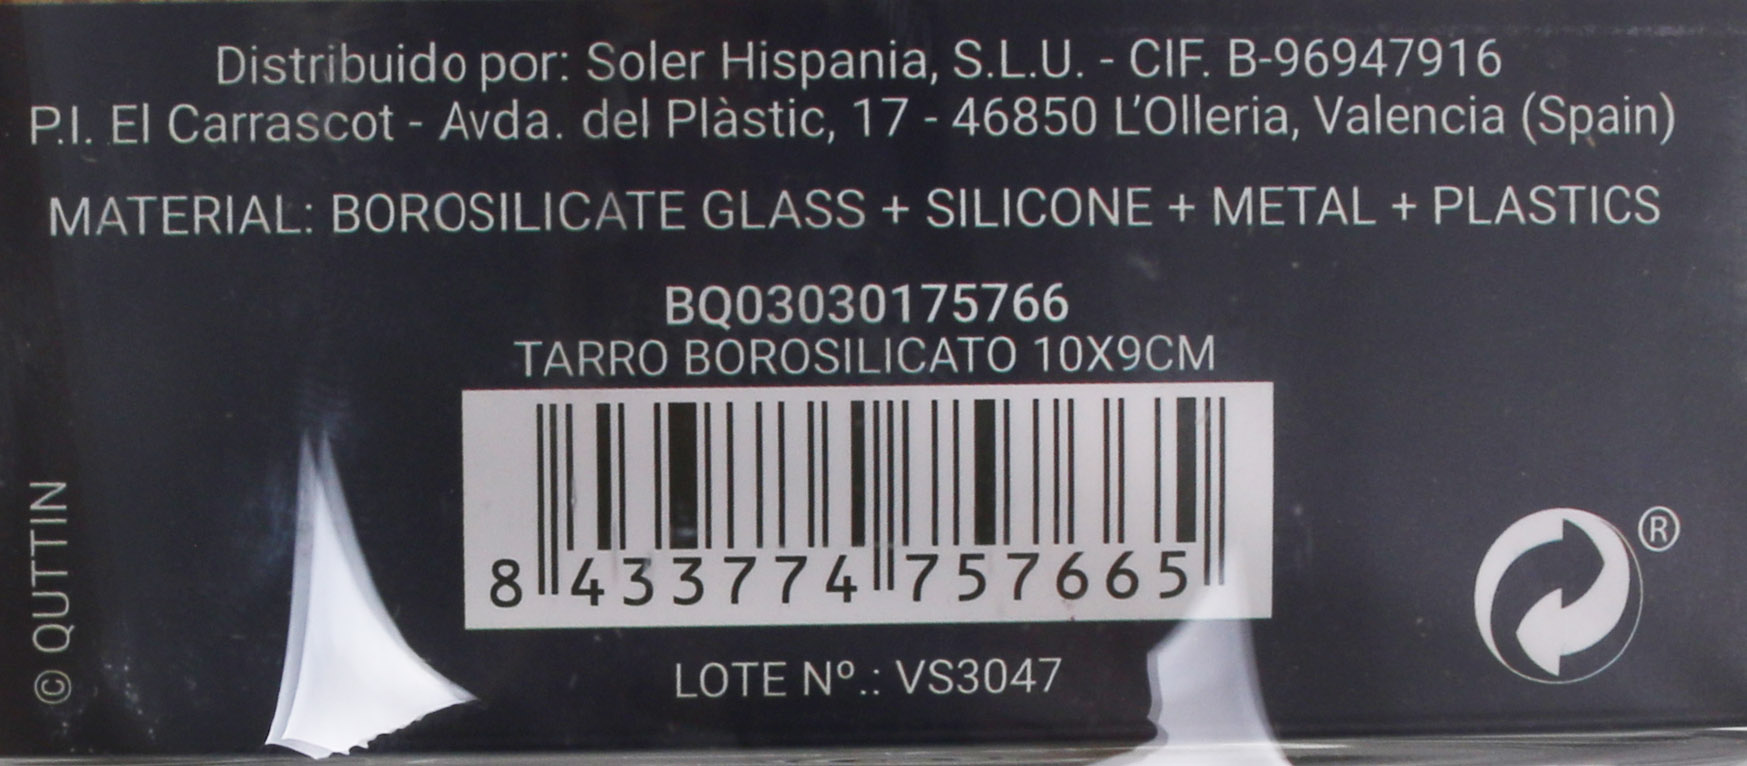 Distribuido por: Soler Hispania, S.L.U. - CIF. B-96947916
P.I. El Carrascot - Avda. del Plàstic, 17 - 46850 L'Olleria, Valencia (Spain)
MATERIAL: BOROSILICATE GLASS + SILICONE + METAL + PLASTICS
BQ03030175766
TARRO BOROSILICATO 10X9CM
8 433774 757665
LOTE Nº.: VS3047
© QUTTIN
®